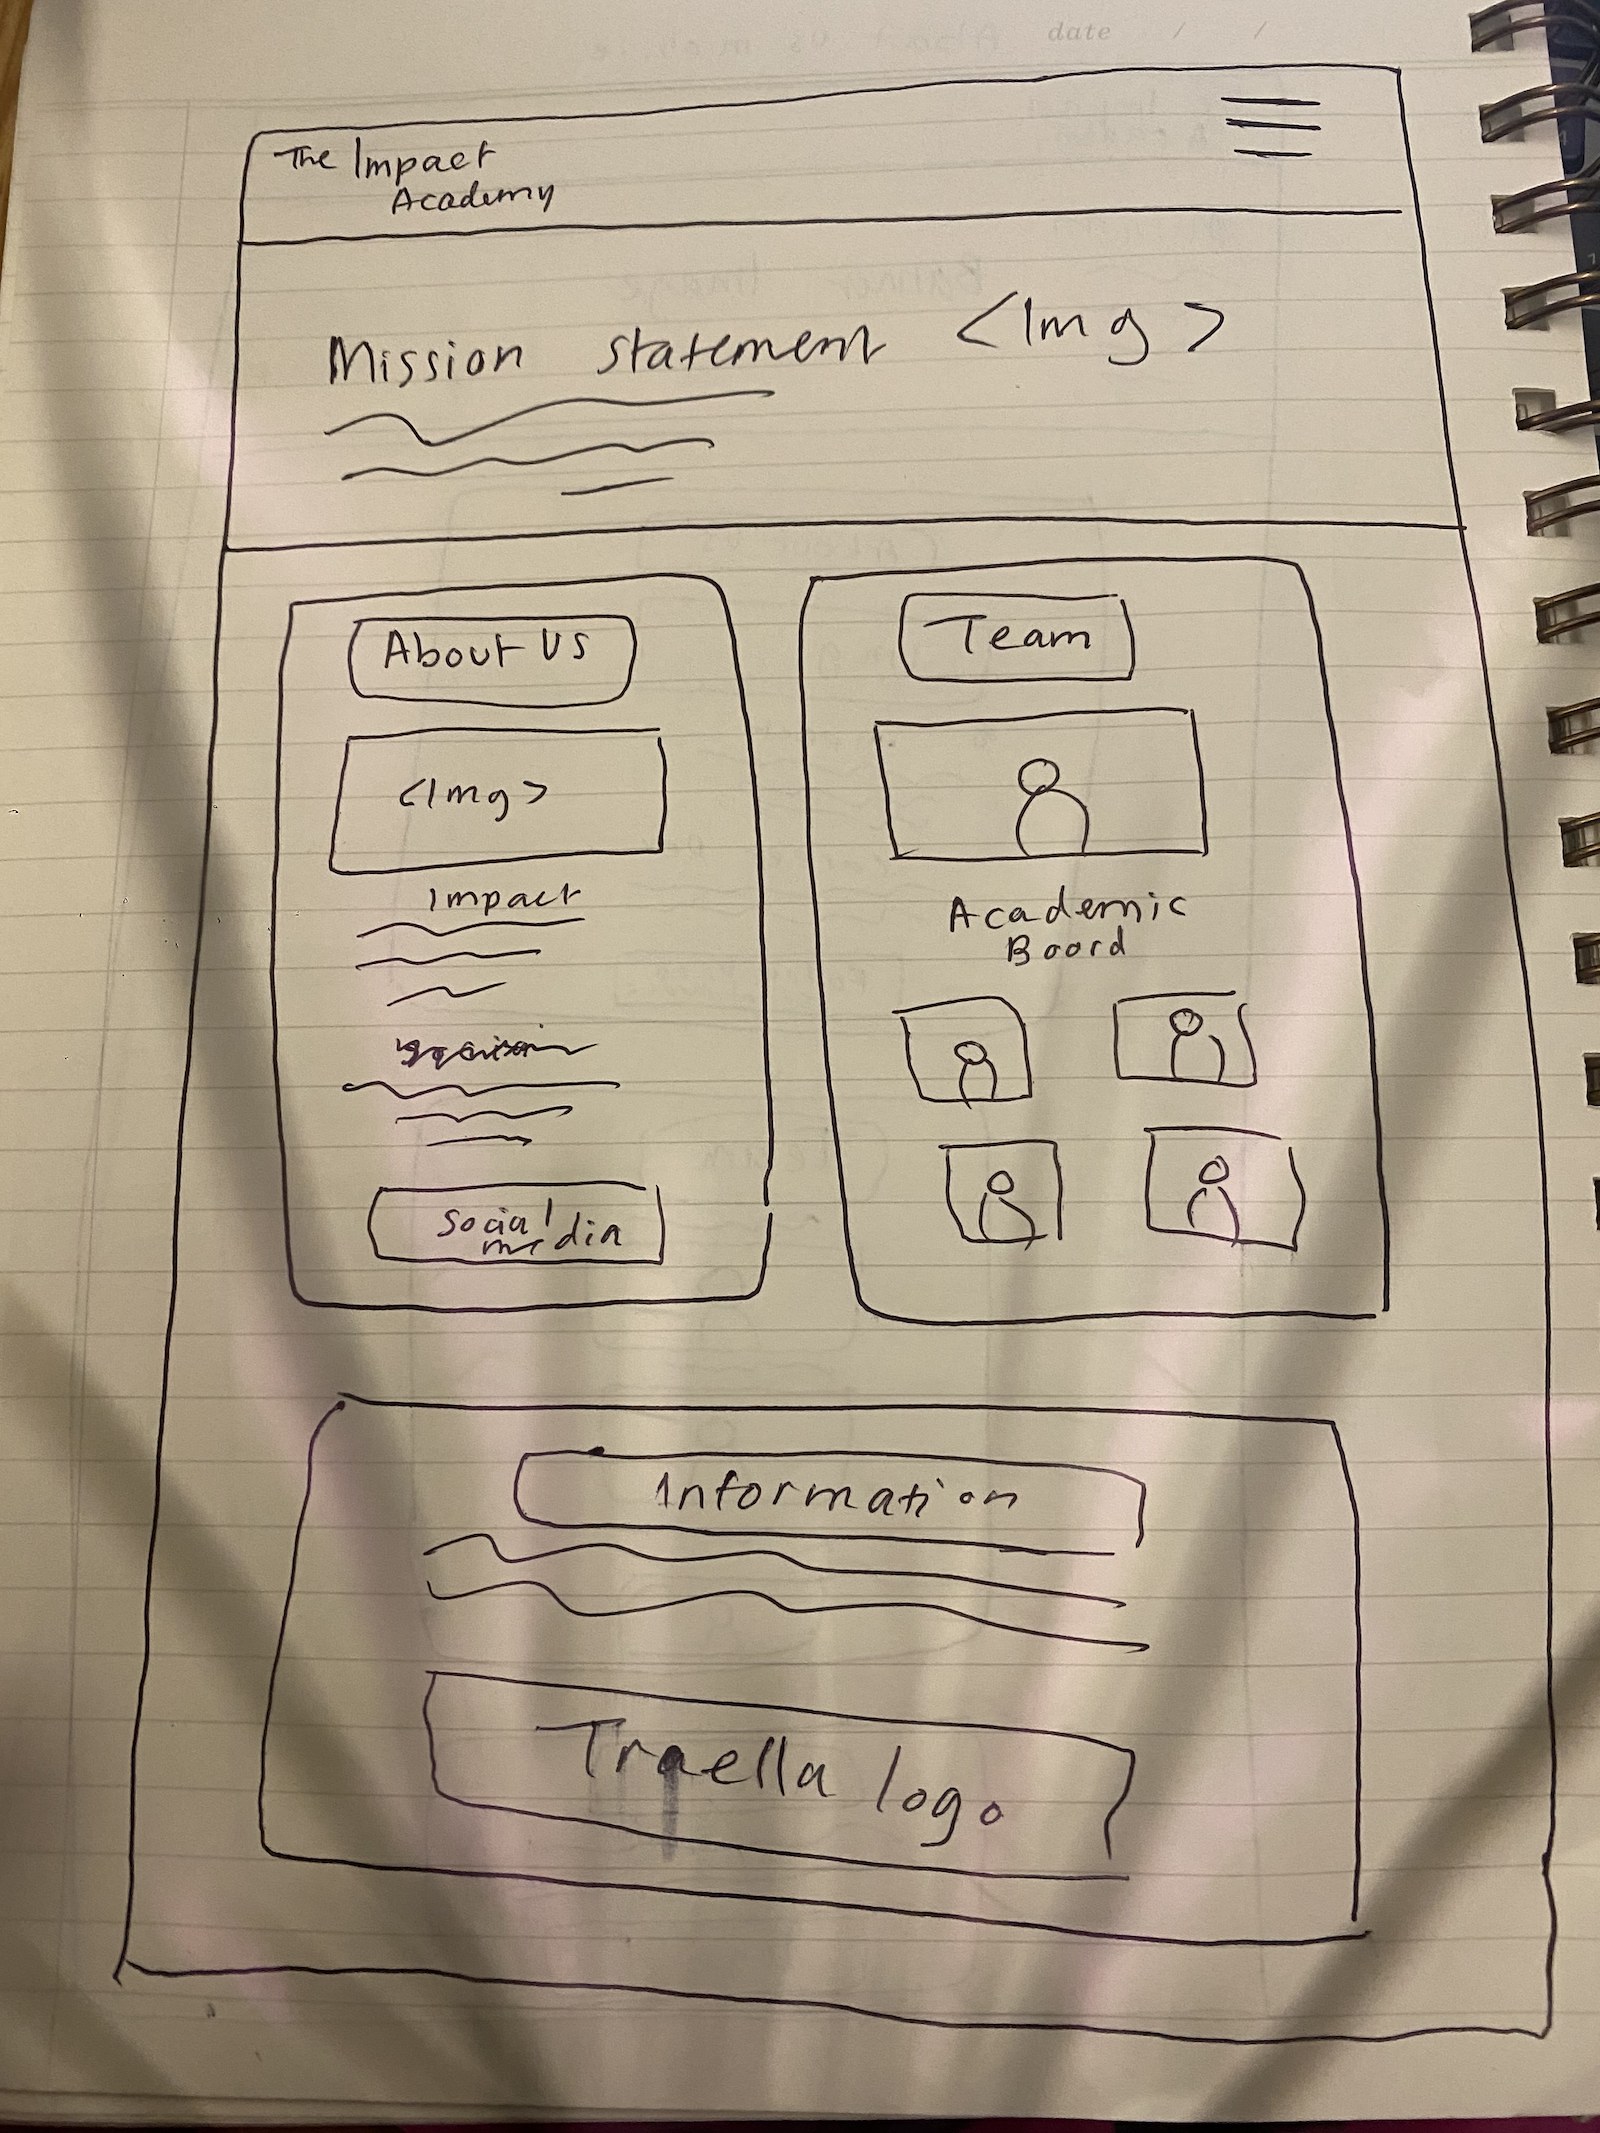 date / /
The Impact
Academy
Mission statement <Img>
About Us
<Img>
Impact
Social
media
Team
Academic
Board
Information
Traella logo